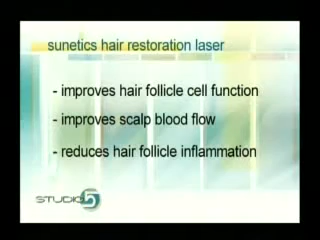 sunetics hair restoration laser
- improves hair follicle cell function
- improves scalp blood flow
- reduces hair follicle inflammation
STUDIO 5